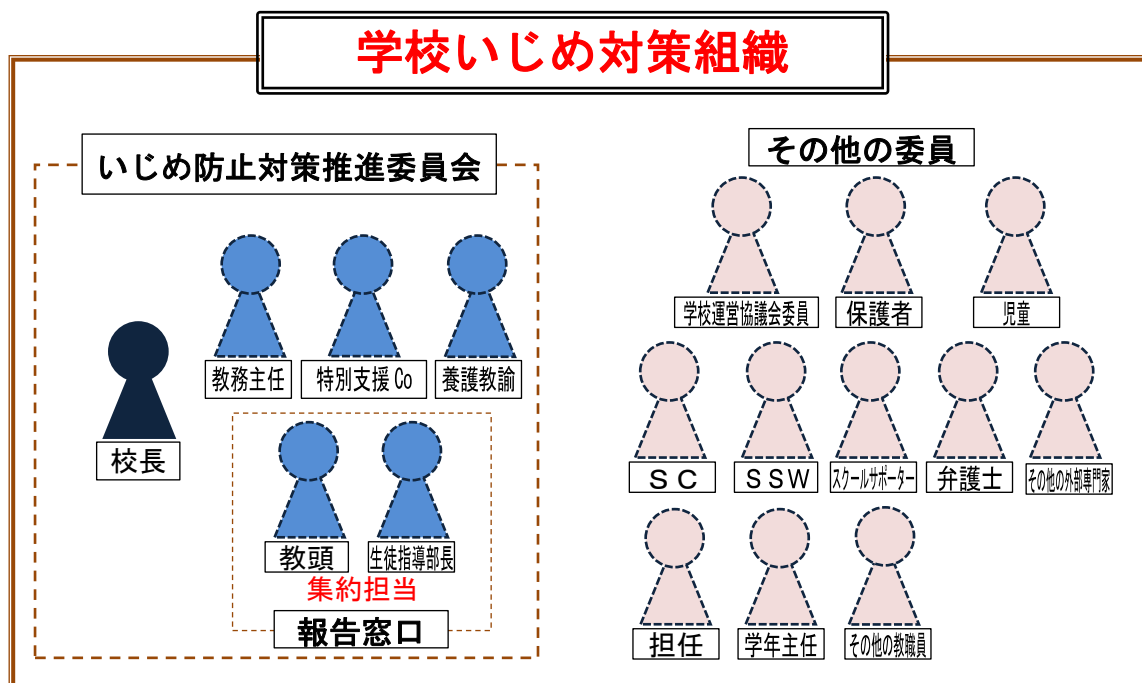 学校いじめ対策組織
いじめ防止対策推進委員会
教務主任
特別支援Co
養護教諭
校長
教頭
生徒指導部長
集約担当
報告窓口
その他の委員
学校運営協議会委員
保護者
児童
ＳＣ
ＳＳＷ
スクールサポーター
弁護士
その他の外部専門家
担任
学年主任
その他の教職員